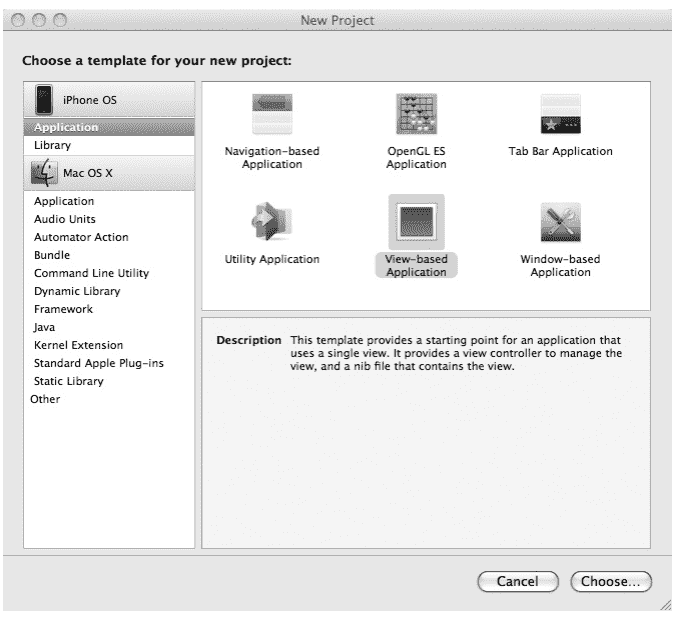 New Project
Choose a template for your new project:
iPhone OS
Application
Library
Mac OS X
Application
Audio Units
Automator Action
Bundle
Command Line Utility
Dynamic Library
Framework
Java
Kernel Extension
Standard Apple Plug-ins
Static Library
Other
Navigation-based
Application
OpenGL ES
Application
Tab Bar Application
Utility Application
View-based
Application
Window-based
Application
Description This template provides a starting point for an application that
uses a single view. It provides a view controller to manage the
view, and a nib file that contains the view.
Cancel
Choose...